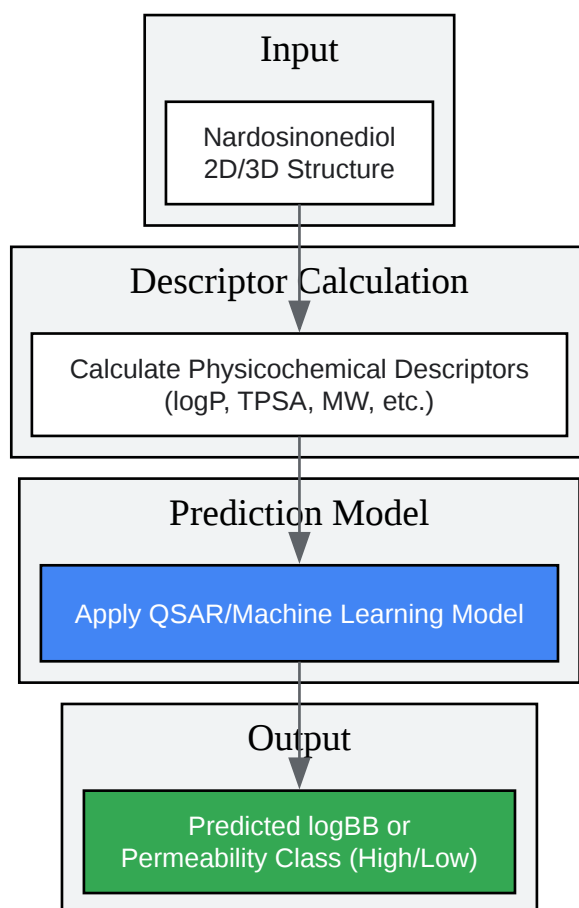 Input
Nardosinonediol
2D/3D Structure
Descriptor Calculation
Calculate Physicochemical Descriptors
(logP, TPSA, MW, etc.)
Prediction Model
Apply QSAR/Machine Learning Model
Output
Predicted logBB or
Permeability Class (High/Low)